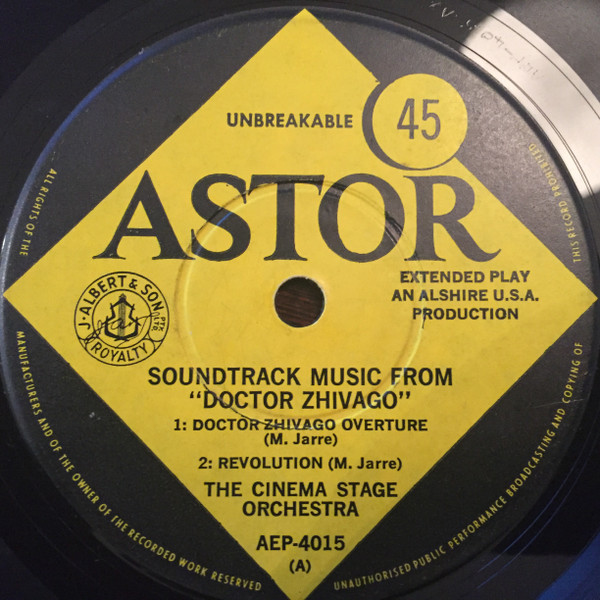 UNBREAKABLE
45
ASTOR
EXTENDED PLAY
AN ALSHIRE U.S.A.
PRODUCTION
J. ALBERT & SON PTY. LTD.
ROYALTY
SOUNDTRACK MUSIC FROM
"DOCTOR ZHIVAGO"
1: DOCTOR ZHIVAGO OVERTURE
(M. Jarre)
2: REVOLUTION (M. Jarre)
THE CINEMA STAGE
ORCHESTRA
AEP-4015
(A)
ALL RIGHTS OF THE
MANUFACTURERS AND OF THE OWNER OF THE RECORDED WORK RESERVED
UNAUTHORISED PUBLIC PERFORMANCE BROADCASTING AND COPYING OF
THIS RECORD PROHIBITED